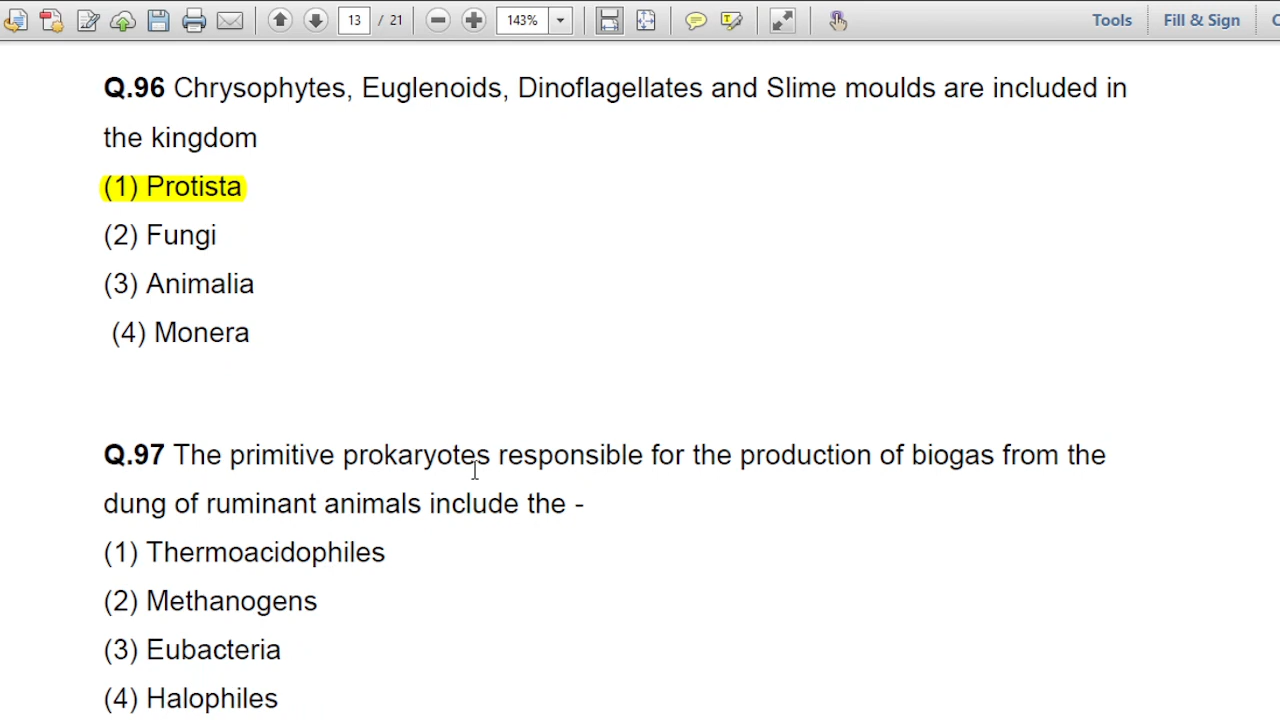 13 / 21 143% Tools Fill & Sign
Q.96 Chrysophytes, Euglenoids, Dinoflagellates and Slime moulds are included in
the kingdom
(1) Protista
(2) Fungi
(3) Animalia
(4) Monera
Q.97 The primitive prokaryotes responsible for the production of biogas from the
dung of ruminant animals include the -
(1) Thermoacidophiles
(2) Methanogens
(3) Eubacteria
(4) Halophiles